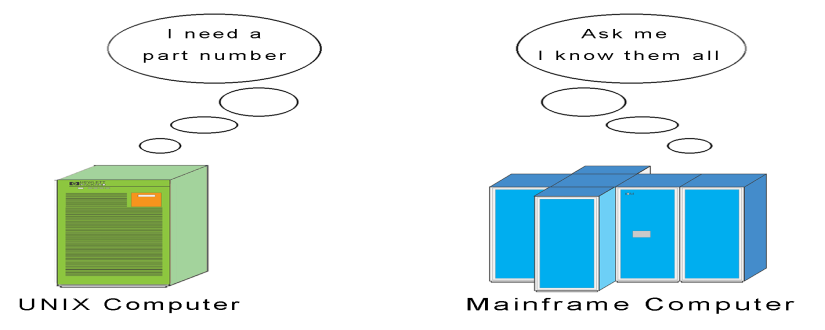 I need a
part number
Ask me
I know them all
UNIX Computer
Mainframe Computer